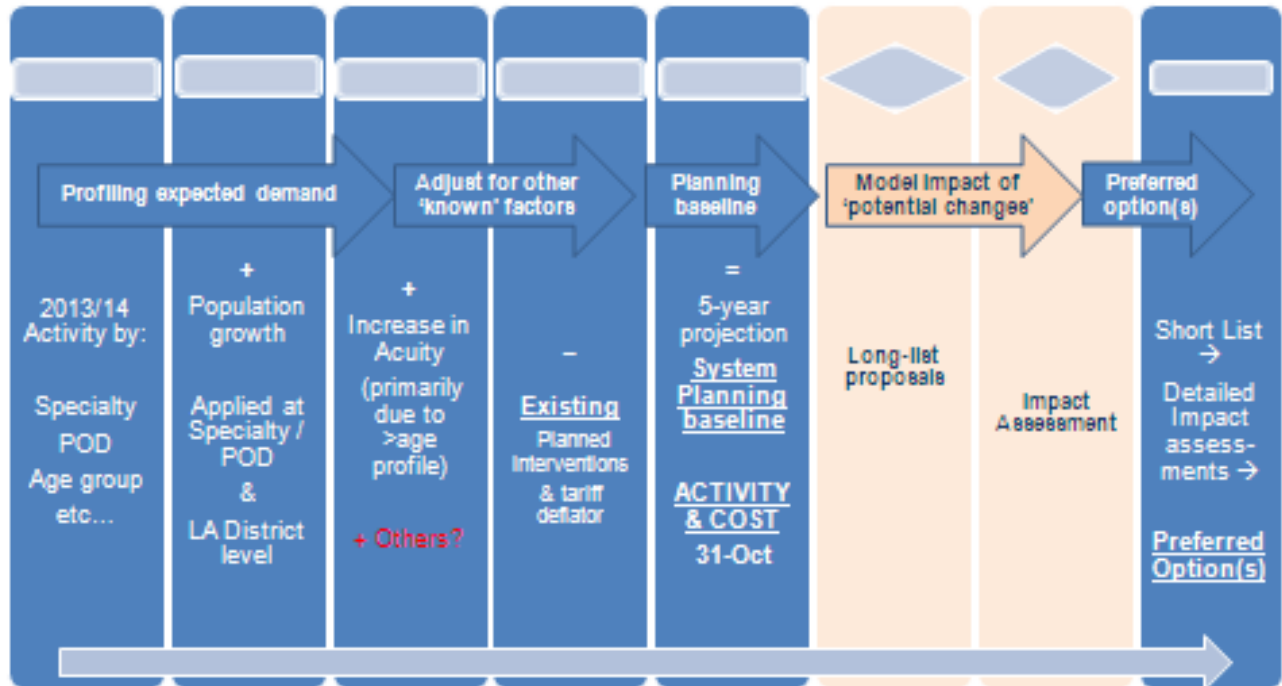 Profiling expected demand
Adjust for other
'known' factors
Planning
baseline
Model impact of
'potential changes'
Preferred
option(s)
2013/14
Activity by:
Specialty
POD
Age group
etc...
+
Population
growth
Applied at
Specialty /
POD
&
LA District
level
+
Increase in
Acuity
(primarily
due to
>age
profile)
+ Others?
–
Existing
Planned
interventions
& tariff
deflator
=
5-year
projection
System
Planning
baseline
ACTIVITY
& COST
31-Oct
Long-list
proposals
Impact
Assessment
Short List
→
Detailed
Impact
assess-
ments →
Preferred
Option(s)